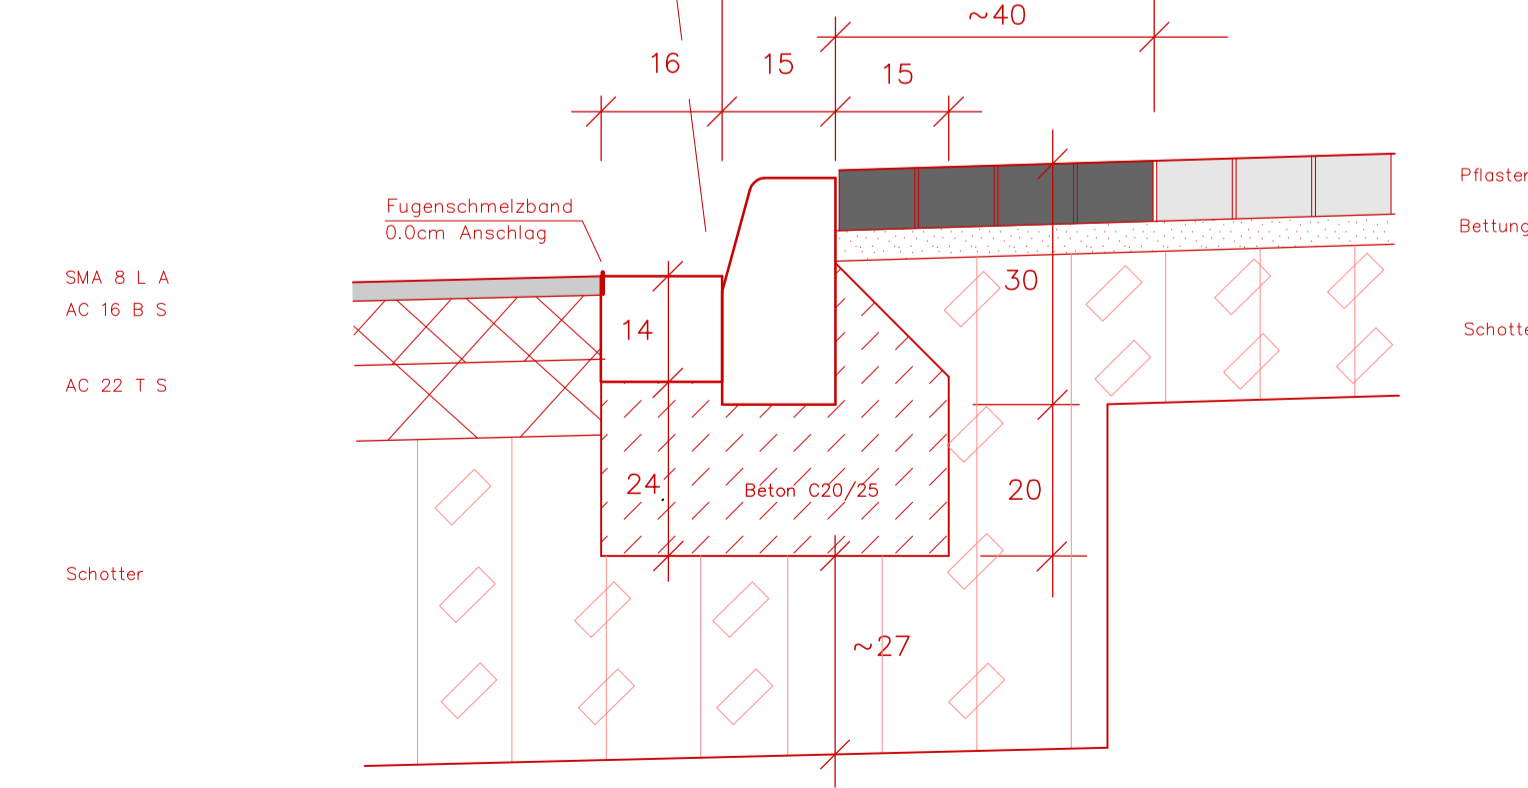 ~40
16
15
15
Pflaster
Fugenschmelzband
0.0cm Anschlag
Bettung
SMA 8 L A
30
AC 16 B S
14
AC 22 T S
24
Beton C20/25
20
Schotter
~27